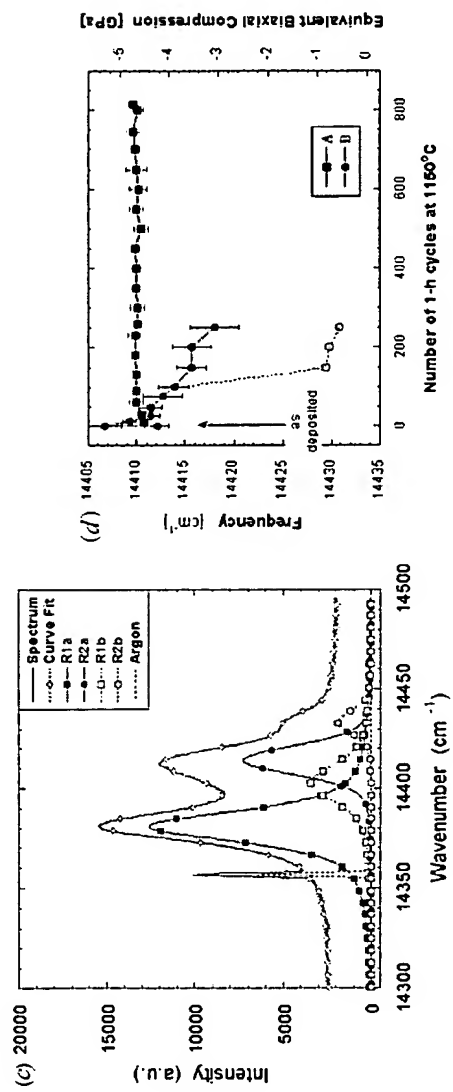 (c)
20000
15000
10000
5000
0
Intensity (a.u.)
Spectrum
Curve Fit
R1a
R2a
R1b
R2b
Argon
14300
14350
14400
14450
14500
Wavenumber (cm⁻¹)
(d)
14405
14410
14415
14420
14425
14430
14435
Frequency [cm⁻¹]
as
deposited
A
B
0
200
400
600
800
Number of 1-h cycles at 1150°C
-5
-4
-3
-2
-1
0
Equivalent Biaxial Compression [GPa]